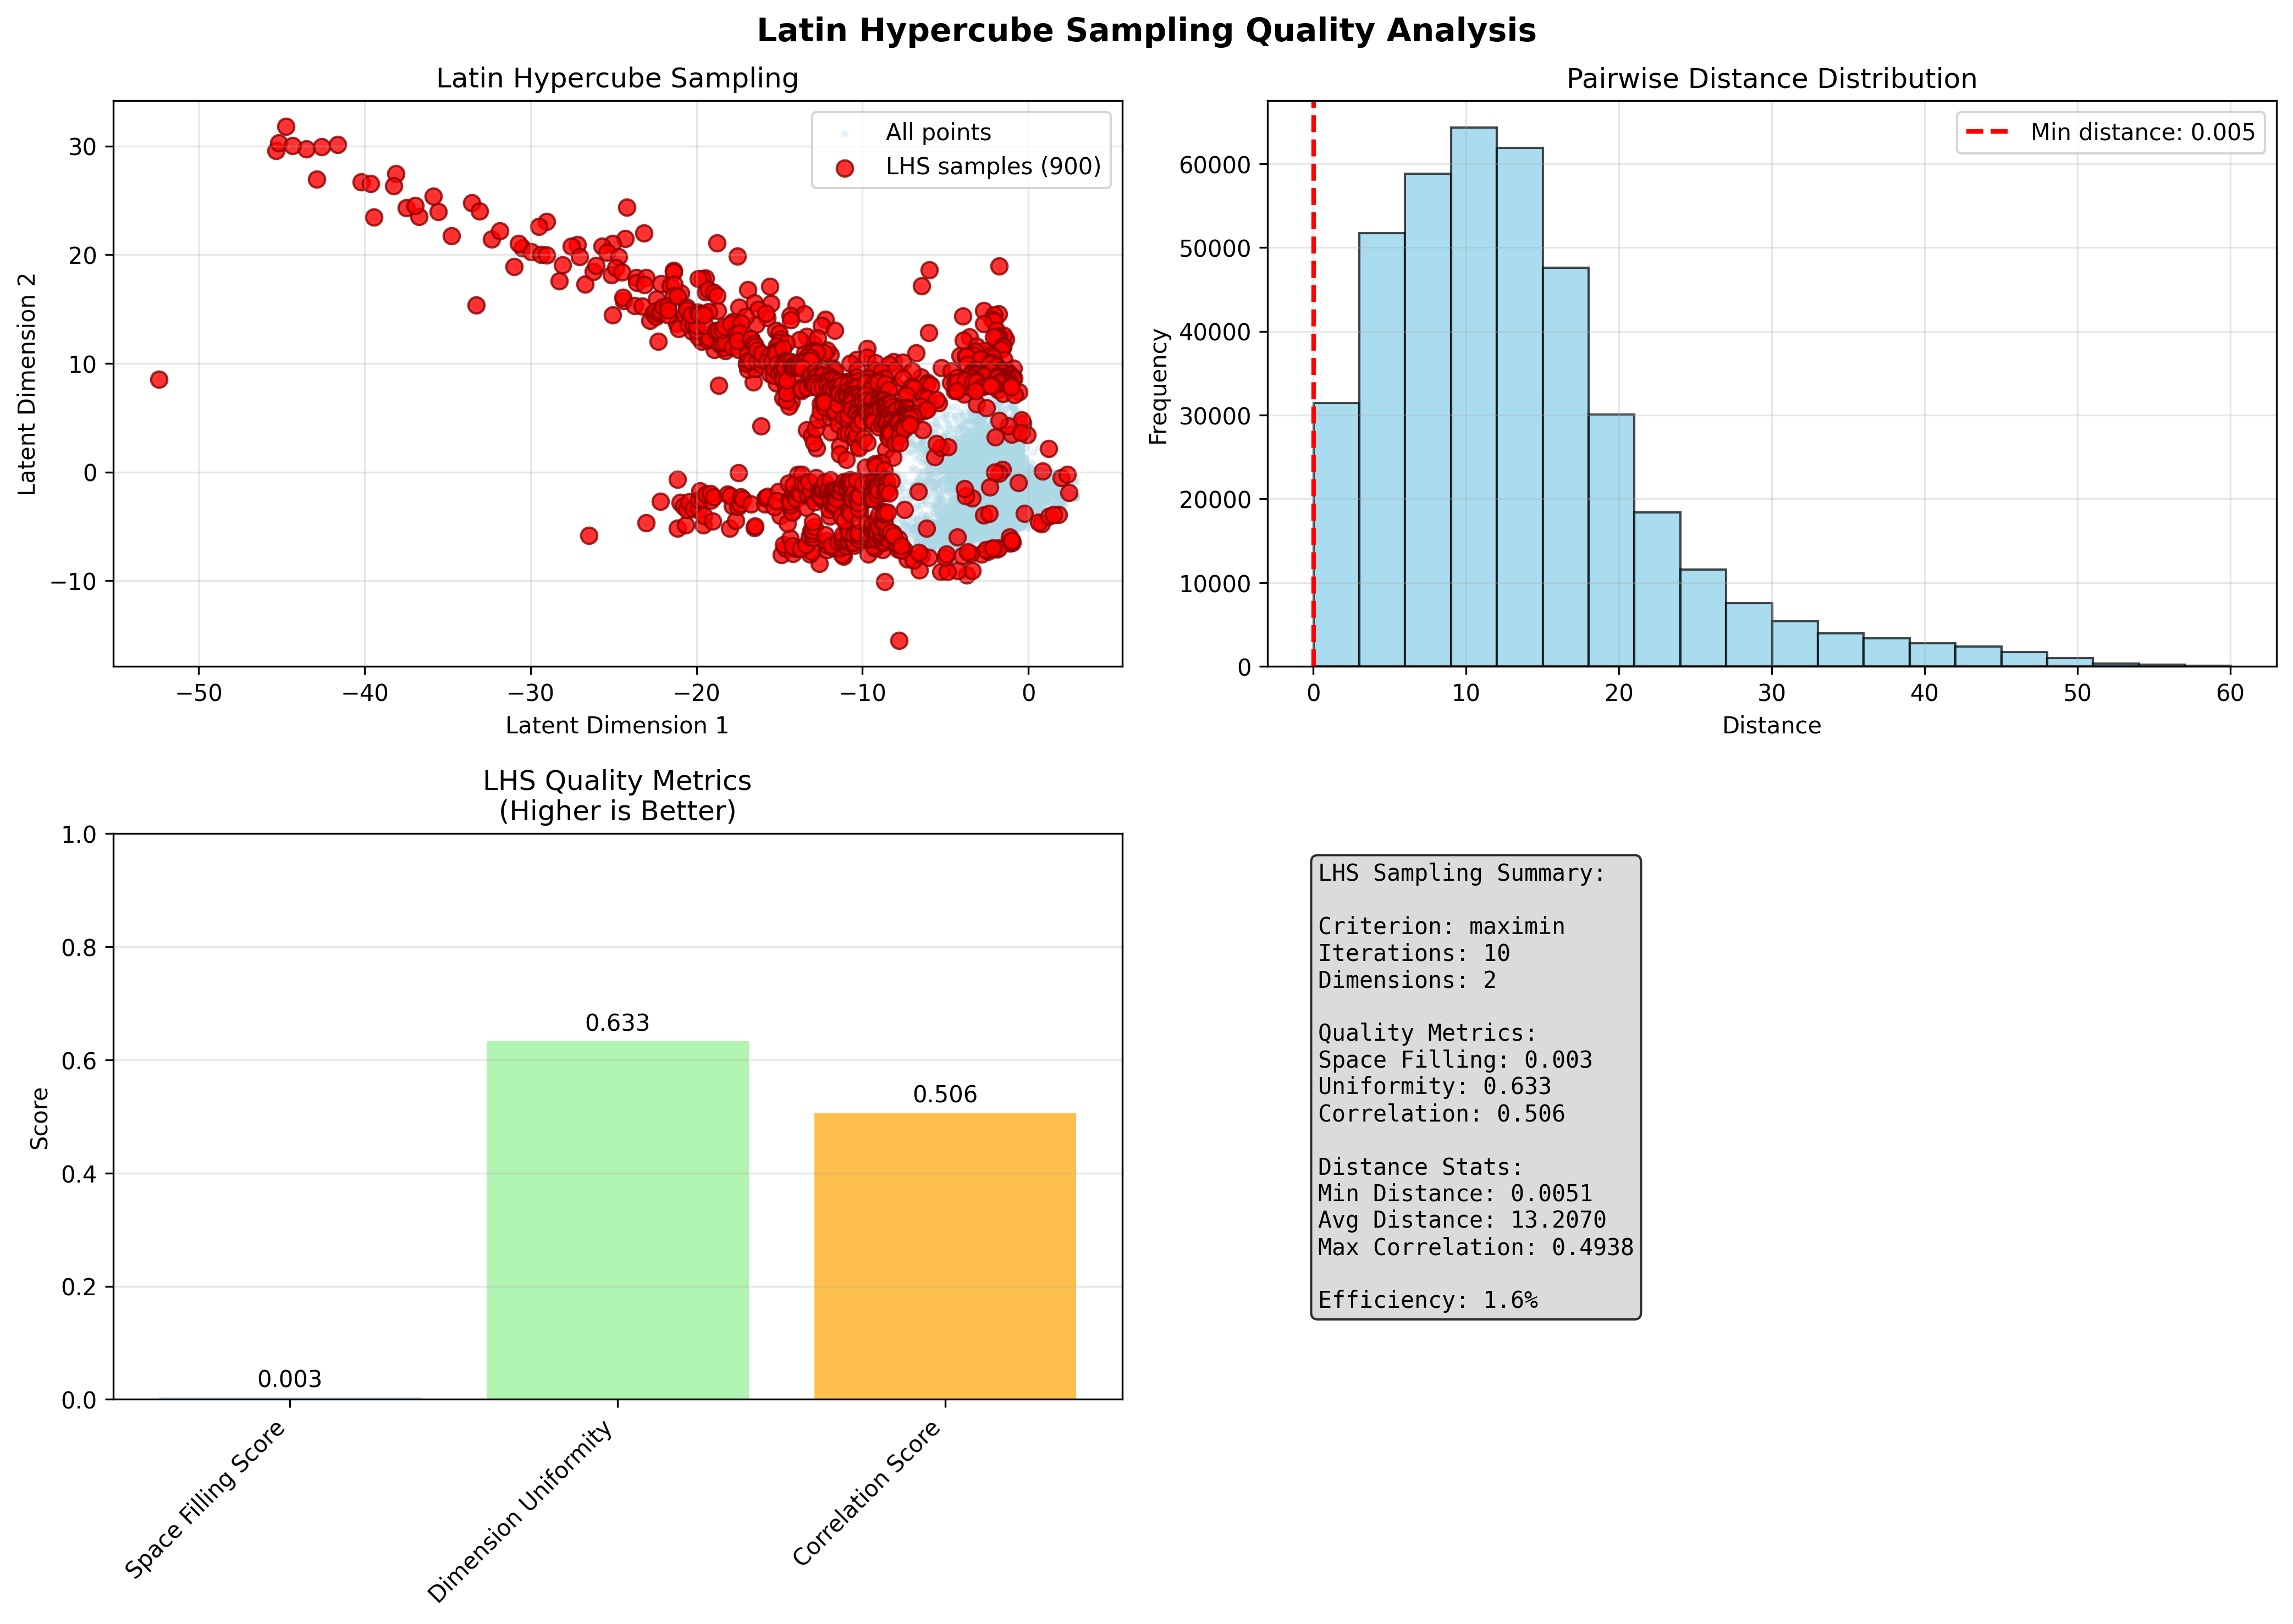 Latin Hypercube Sampling Quality Analysis
Latin Hypercube Sampling
All points
LHS samples (900)
30
20
10
0
−10
Latent Dimension 2
−50
−40
−30
−20
−10
0
Latent Dimension 1
Pairwise Distance Distribution
Min distance: 0.005
60000
50000
40000
30000
20000
10000
0
Frequency
0
10
20
30
40
50
60
Distance
LHS Quality Metrics
(Higher is Better)
1.0
0.8
0.6
0.4
0.2
0.0
Score
0.003
0.633
0.506
Space Filling Score
Dimension Uniformity
Correlation Score
LHS Sampling Summary:
Criterion: maximin
Iterations: 10
Dimensions: 2
Quality Metrics:
Space Filling: 0.003
Uniformity: 0.633
Correlation: 0.506
Distance Stats:
Min Distance: 0.0051
Avg Distance: 13.2070
Max Correlation: 0.4938
Efficiency: 1.6%